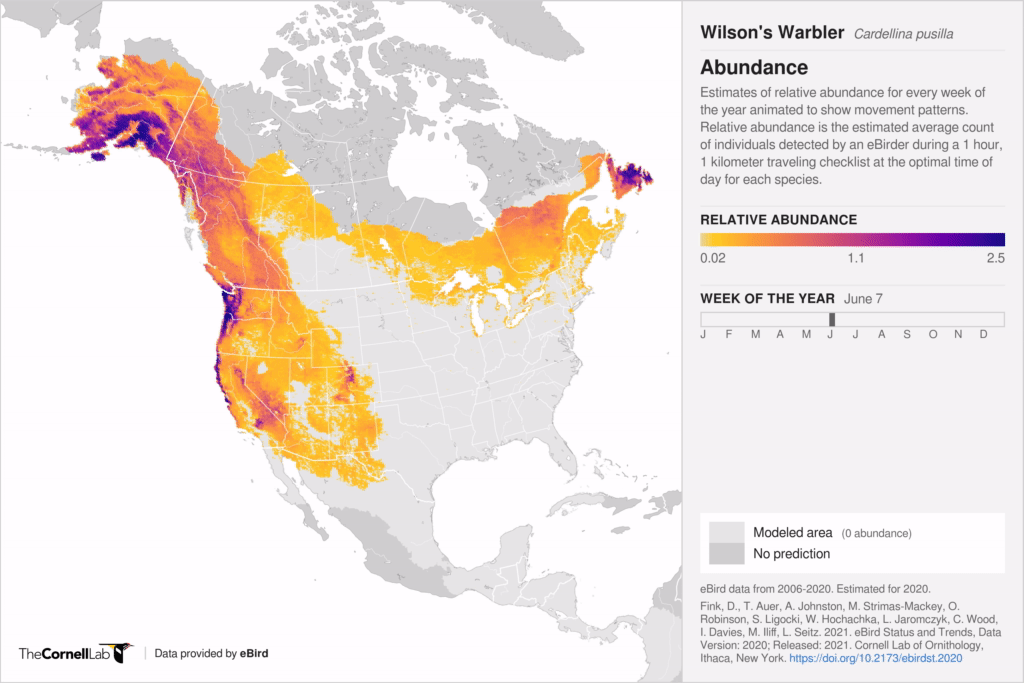 Wilson's Warbler Cardellina pusilla
Abundance
Estimates of relative abundance for every week of
the year animated to show movement patterns.
Relative abundance is the estimated average count
of individuals detected by an eBirder during a 1 hour,
1 kilometer traveling checklist at the optimal time of
day for each species.
RELATIVE ABUNDANCE
0.02 1.1 2.5
WEEK OF THE YEAR June 7
J F M A M J J A S O N D
Modeled area (0 abundance)
No prediction
eBird data from 2006-2020. Estimated for 2020.
Fink, D., T. Auer, A. Johnston, M. Strimas-Mackey, O.
Robinson, S. Ligocki, W. Hochachka, L. Jaromczyk, C. Wood,
I. Davies, M. Iliff, L. Seitz. 2021. eBird Status and Trends, Data
Version: 2020; Released: 2021. Cornell Lab of Ornithology,
Ithaca, New York. https://doi.org/10.2173/ebirdst.2020
TheCornellLab Data provided by eBird